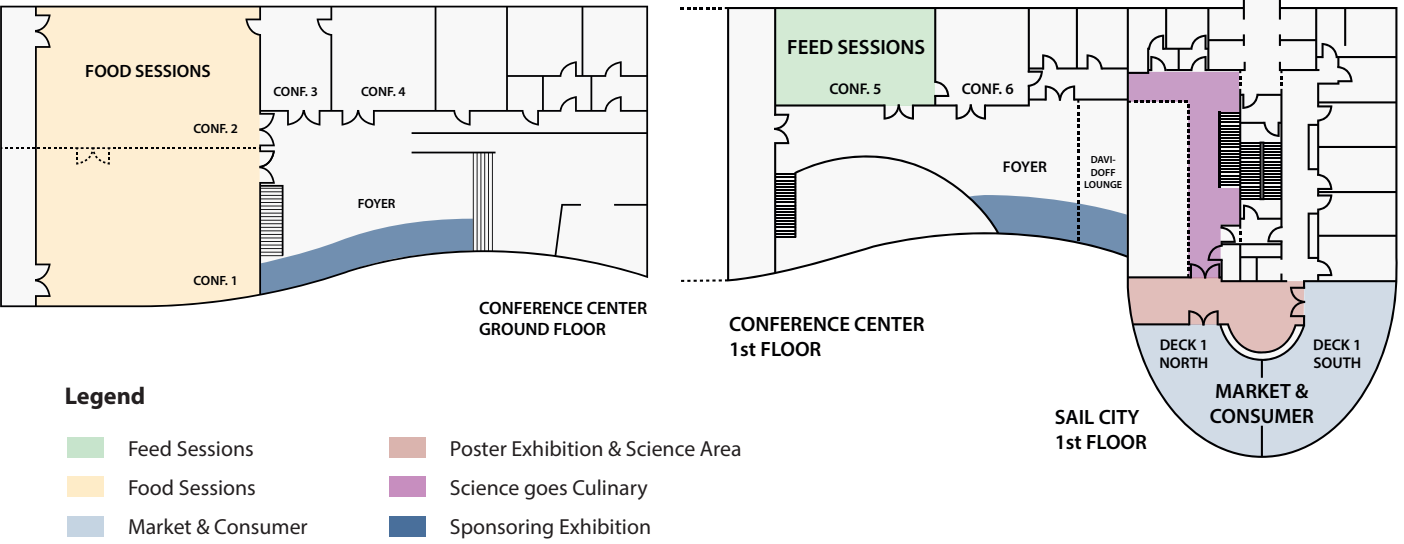 FOOD SESSIONS
CONF. 3
CONF. 4
CONF. 2
FOYER
CONF. 1
CONFERENCE CENTER
GROUND FLOOR
FEED SESSIONS
CONF. 5
CONF. 6
FOYER
DAVI-
DOFF
LOUNGE
CONFERENCE CENTER
1st FLOOR
DECK 1
NORTH
DECK 1
SOUTH
MARKET &
CONSUMER
SAIL CITY
1st FLOOR
Legend
Feed Sessions
Food Sessions
Market & Consumer
Poster Exhibition & Science Area
Science goes Culinary
Sponsoring Exhibition